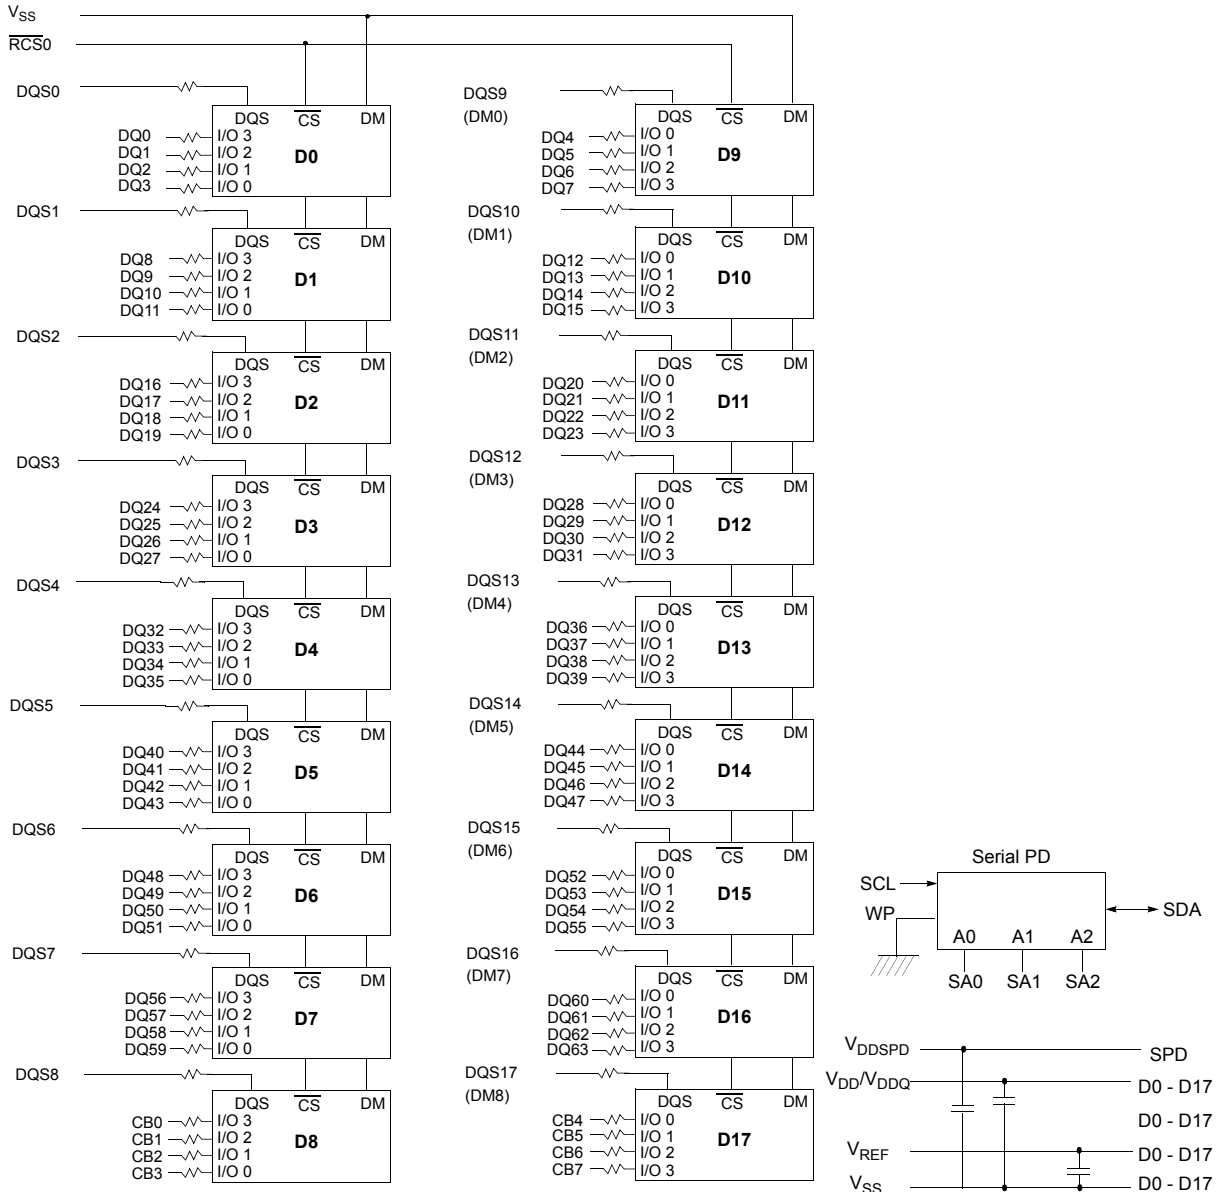 VSS
RCS0
DQS0
DQS CS DM
DQ0 I/O 3
DQ1 I/O 2
DQ2 I/O 1
DQ3 I/O 0
D0
DQS1
DQS CS DM
DQ8 I/O 3
DQ9 I/O 2
DQ10 I/O 1
DQ11 I/O 0
D1
DQS2
DQS CS DM
DQ16 I/O 3
DQ17 I/O 2
DQ18 I/O 1
DQ19 I/O 0
D2
DQS3
DQS CS DM
DQ24 I/O 3
DQ25 I/O 2
DQ26 I/O 1
DQ27 I/O 0
D3
DQS4
DQS CS DM
DQ32 I/O 3
DQ33 I/O 2
DQ34 I/O 1
DQ35 I/O 0
D4
DQS5
DQS CS DM
DQ40 I/O 3
DQ41 I/O 2
DQ42 I/O 1
DQ43 I/O 0
D5
DQS6
DQS CS DM
DQ48 I/O 3
DQ49 I/O 2
DQ50 I/O 1
DQ51 I/O 0
D6
DQS7
DQS CS DM
DQ56 I/O 3
DQ57 I/O 2
DQ58 I/O 1
DQ59 I/O 0
D7
DQS8
DQS CS DM
CB0 I/O 3
CB1 I/O 2
CB2 I/O 1
CB3 I/O 0
D8
DQS9
(DM0)
DQS CS DM
DQ4 I/O 0
DQ5 I/O 1
DQ6 I/O 2
DQ7 I/O 3
D9
DQS10
(DM1)
DQS CS DM
DQ12 I/O 0
DQ13 I/O 1
DQ14 I/O 2
DQ15 I/O 3
D10
DQS11
(DM2)
DQS CS DM
DQ20 I/O 0
DQ21 I/O 1
DQ22 I/O 2
DQ23 I/O 3
D11
DQS12
(DM3)
DQS CS DM
DQ28 I/O 0
DQ29 I/O 1
DQ30 I/O 2
DQ31 I/O 3
D12
DQS13
(DM4)
DQS CS DM
DQ36 I/O 0
DQ37 I/O 1
DQ38 I/O 2
DQ39 I/O 3
D13
DQS14
(DM5)
DQS CS DM
DQ44 I/O 0
DQ45 I/O 1
DQ46 I/O 2
DQ47 I/O 3
D14
DQS15
(DM6)
DQS CS DM
DQ52 I/O 0
DQ53 I/O 1
DQ54 I/O 2
DQ55 I/O 3
D15
DQS16
(DM7)
DQS CS DM
DQ60 I/O 0
DQ61 I/O 1
DQ62 I/O 2
DQ63 I/O 3
D16
DQS17
(DM8)
DQS CS DM
CB4 I/O 0
CB5 I/O 1
CB6 I/O 2
CB7 I/O 3
D17
Serial PD
SCL
WP
SDA
A0 A1 A2
SA0 SA1 SA2
VDDSPD SPD
VDD/VDDQ D0 - D17
D0 - D17
VREF D0 - D17
VSS D0 - D17